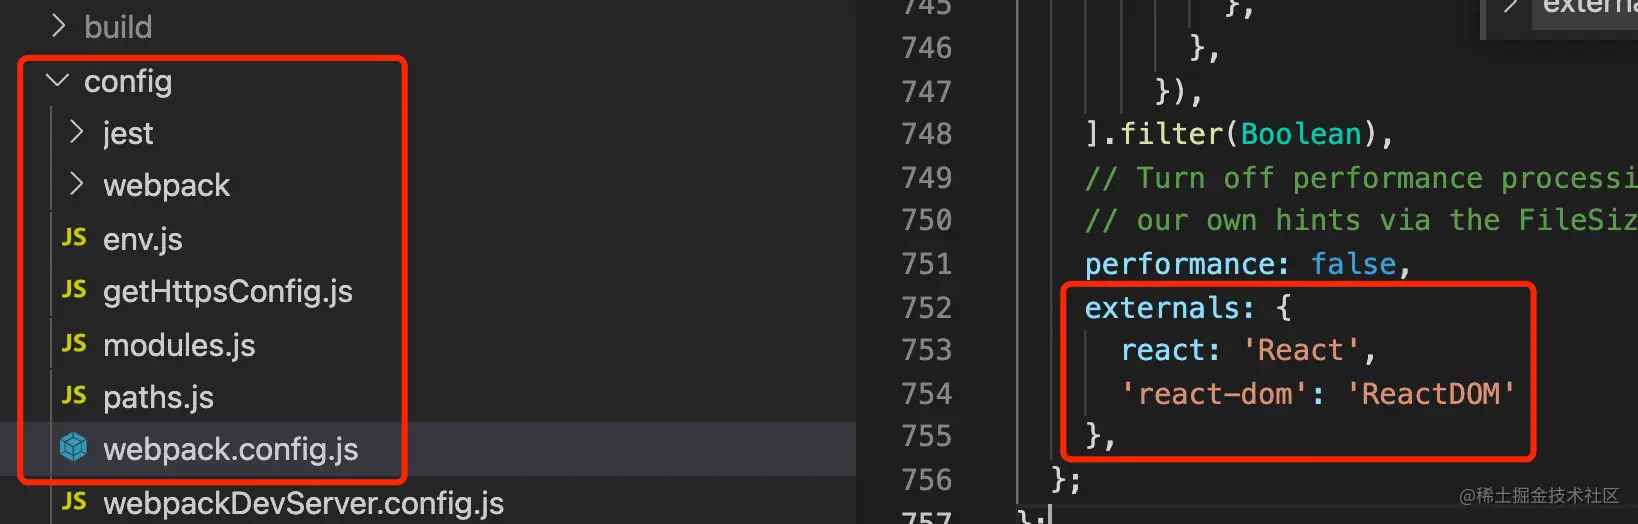 build
config
jest
webpack
JS env.js
JS getHttpsConfig.js
JS modules.js
JS paths.js
webpack.config.js
JS webpackDevServer.config.js
745 },
746 },
747 }),
748 ].filter(Boolean),
749 // Turn off performance processi
750 // our own hints via the FileSiz
751 performance: false,
752 externals: {
753 react: 'React',
754 'react-dom': 'ReactDOM'
755 },
756 };
757 };
externa
@稀土掘金技术社区